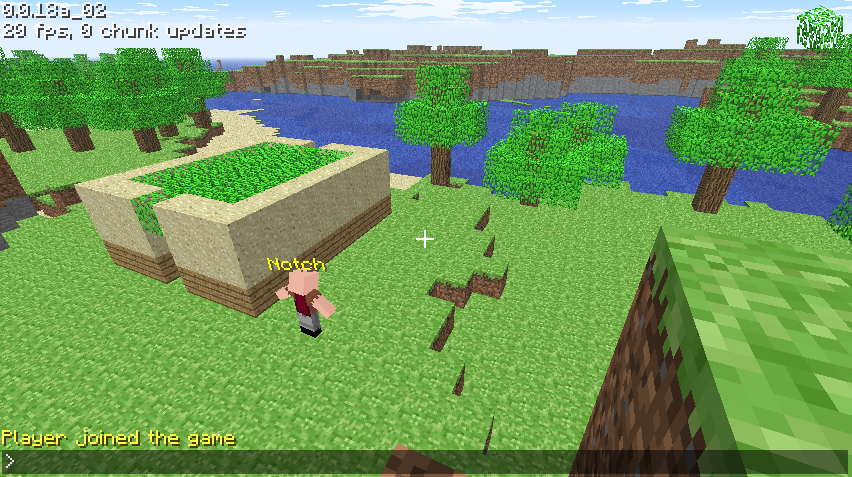 0.0.18a_02
20 fps, 0 chunk updates
Notch
Player joined the game
>